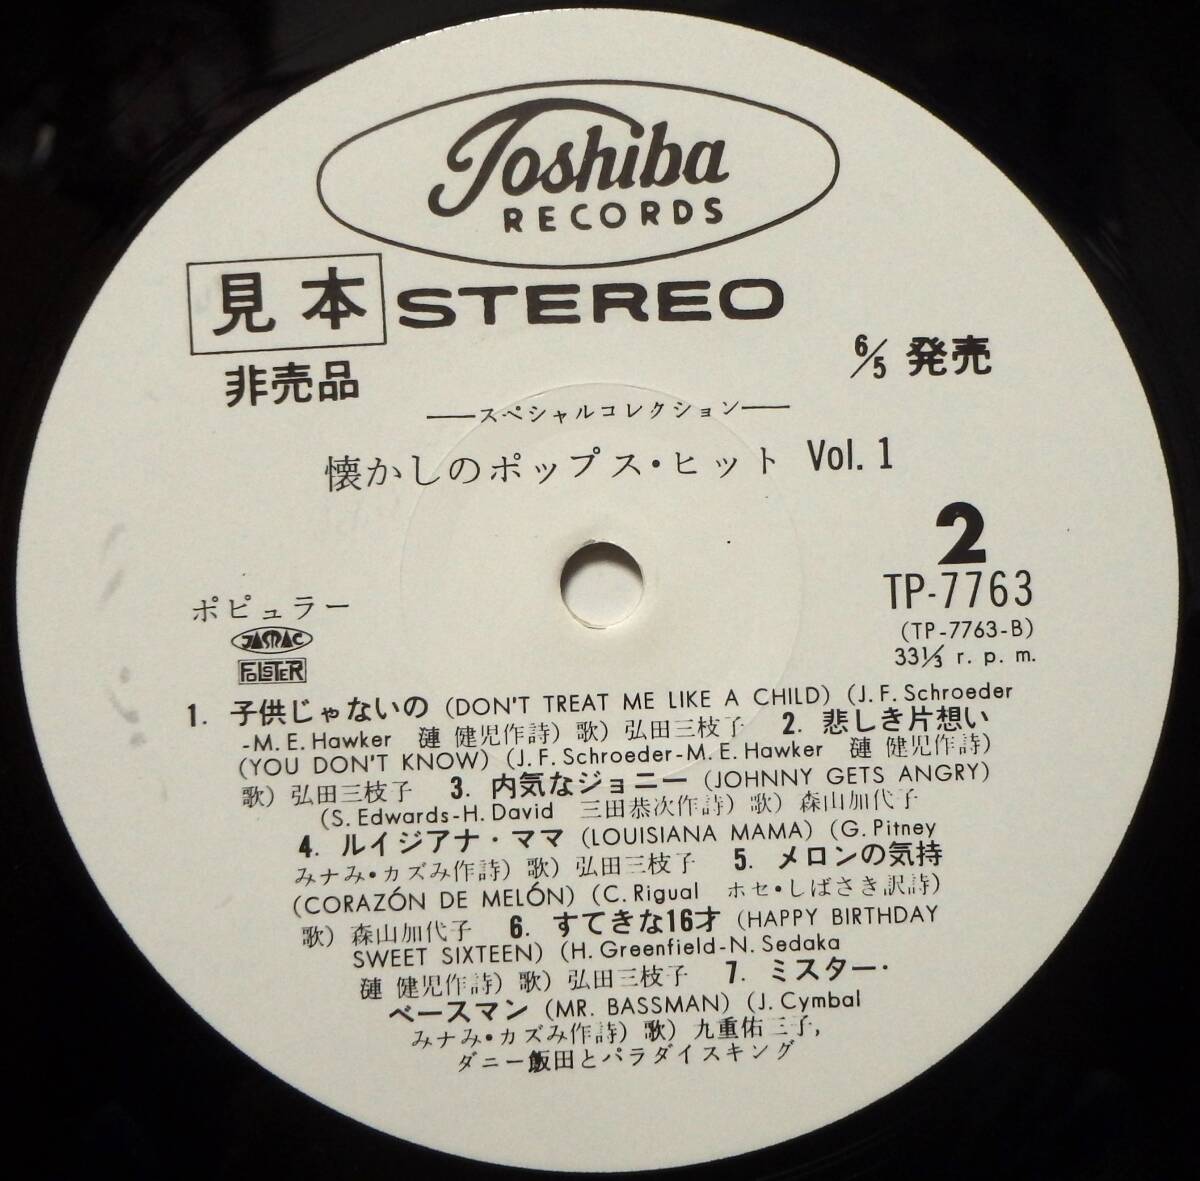 Toshiba
RECORDS
見本 STEREO
非売品
6/5 発売
スペシャルコレクション
懐かしのポップス・ヒット Vol. 1
2
TP-7763
(TP-7763-B)
33⅓ r. p. m.
ポピュラー
JASRAC
FOLSTER
1. 子供じゃないの (DON'T TREAT ME LIKE A CHILD) (J. F. Schroeder
-M. E. Hawker 漣 健児作詩) 歌) 弘田三枝子 2. 悲しき片想い
(YOU DON'T KNOW) (J. F. Schroeder-M. E. Hawker 漣 健児作詩)
歌) 弘田三枝子 3. 内気なジョニー (JOHNNY GETS ANGRY)
(S. Edwards-H. David 三田恭次作詩) 歌) 森山加代子
4. ルイジアナ・ママ (LOUISIANA MAMA) (G. Pitney
みナみ・カズみ作詩) 歌) 弘田三枝子 5. メロンの気持
(CORAZÓN DE MELÓN) (C. Rigual ホセ・しばさき訳詩)
歌) 森山加代子 6. すてきな16才 (HAPPY BIRTHDAY
SWEET SIXTEEN) (H. Greenfield-N. Sedaka
漣 健児作詩) 歌) 弘田三枝子 7. ミスター・
ベースマン (MR. BASSMAN) (J. Cymbal
みナみ・カズみ作詩) 歌) 九重佑三子,
ダニー飯田とパラダイスキング